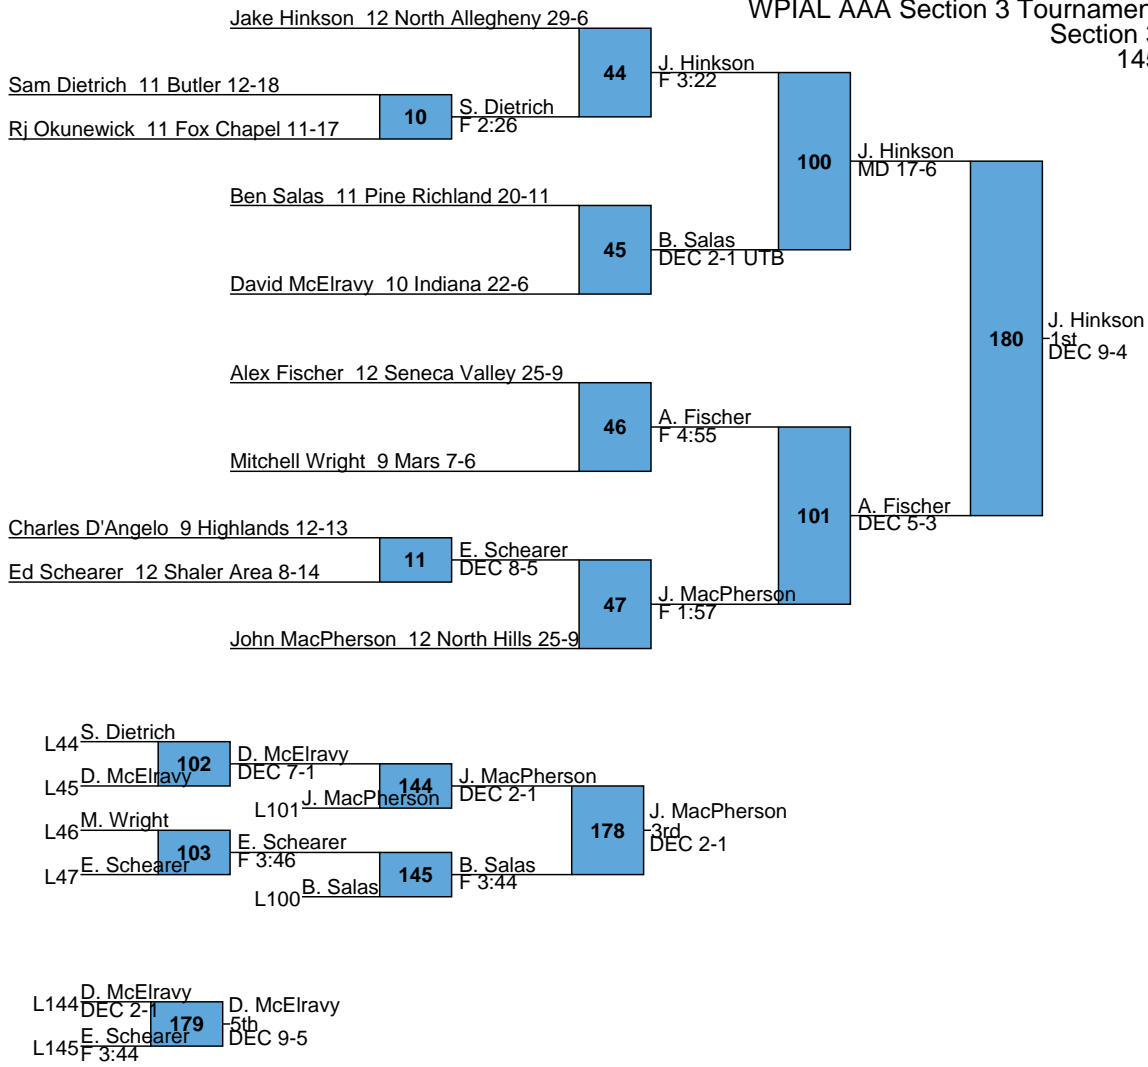 WPIAL AAA Section 3 Tournamen
Section
145
Jake Hinkson 12 North Allegheny 29-6
44
J. Hinkson
F 3:22
Sam Dietrich 11 Butler 12-18
10
S. Dietrich
F 2:26
Rj Okunewick 11 Fox Chapel 11-17
100
J. Hinkson
MD 17-6
Ben Salas 11 Pine Richland 20-11
45
B. Salas
DEC 2-1 UTB
David McElravy 10 Indiana 22-6
180
J. Hinkson
1st
DEC 9-4
Alex Fischer 12 Seneca Valley 25-9
46
A. Fischer
F 4:55
Mitchell Wright 9 Mars 7-6
101
A. Fischer
DEC 5-3
Charles D'Angelo 9 Highlands 12-13
11
E. Schearer
DEC 8-5
Ed Schearer 12 Shaler Area 8-14
47
J. MacPherson
F 1:57
John MacPherson 12 North Hills 25-9
L44 S. Dietrich
102
D. McElravy
DEC 7-1
L45 D. McElravy
144
J. MacPherson
DEC 2-1
L101 J. MacPherson
L46 M. Wright
103
E. Schearer
F 3:46
L47 E. Schearer
145
B. Salas
F 3:44
L100 B. Salas
178
J. MacPherson
3rd
DEC 2-1
L144 D. McElravy
DEC 2-1
179
D. McElravy
5th
DEC 9-5
L145 E. Schearer
F 3:44